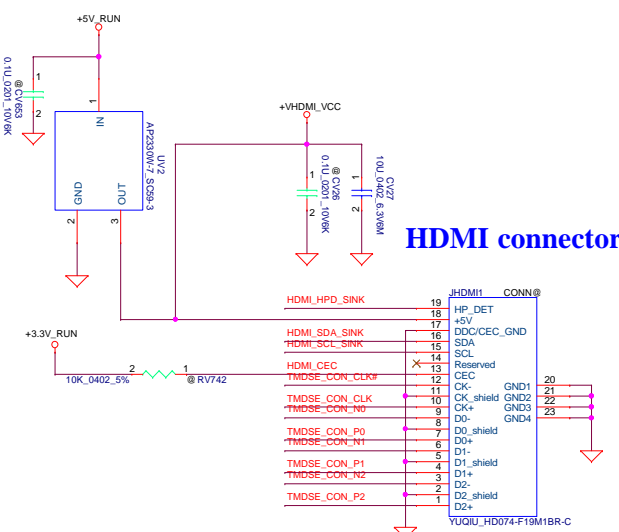 +5V_RUN
1
2
@ CV653
0.1U_0201_10V6K
1
IN
UV2
AP2330W-7_SC59-3
GND
OUT
2
3
+VHDMI_VCC
1
2
@ CV26
0.1U_0201_10V6K
1
2
CV27
10U_0402_6.3V6M
HDMI connector
JHDMI1 CONN@
HDMI_HPD_SINK 19 HP_DET
18 +5V
17 DDC/CEC_GND
HDMI_SDA_SINK 16 SDA
HDMI_SCL_SINK 15 SCL
14 Reserved
HDMI_CEC 13 CEC
TMDSE_CON_CLK# 12 CK-
11 CK_shield
TMDSE_CON_CLK 10 CK+
TMDSE_CON_N0 9 D0-
8 D0_shield
TMDSE_CON_P0 7 D0+
TMDSE_CON_N1 6 D1-
5 D1_shield
TMDSE_CON_P1 4 D1+
TMDSE_CON_N2 3 D2-
2 D2_shield
TMDSE_CON_P2 1 D2+
GND1 20
GND2 21
GND3 22
GND4 23
YUQIU_HD074-F19M1BR-C
+3.3V_RUN
2 1
10K_0402_5% @ RV742